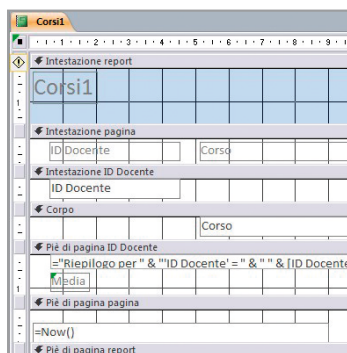 Corsi1
1 2 3 4 5 6 7 8 9
Intestazione report
Corsi1
1
Intestazione pagina
ID Docente Corso
Intestazione ID Docente
ID Docente
Corpo
Corso
Piè di pagina ID Docente
="Riepilogo per " & "'ID Docente' = " & " " & [ID Docente
Media
1
Piè di pagina pagina
=Now()
Piè di pagina report